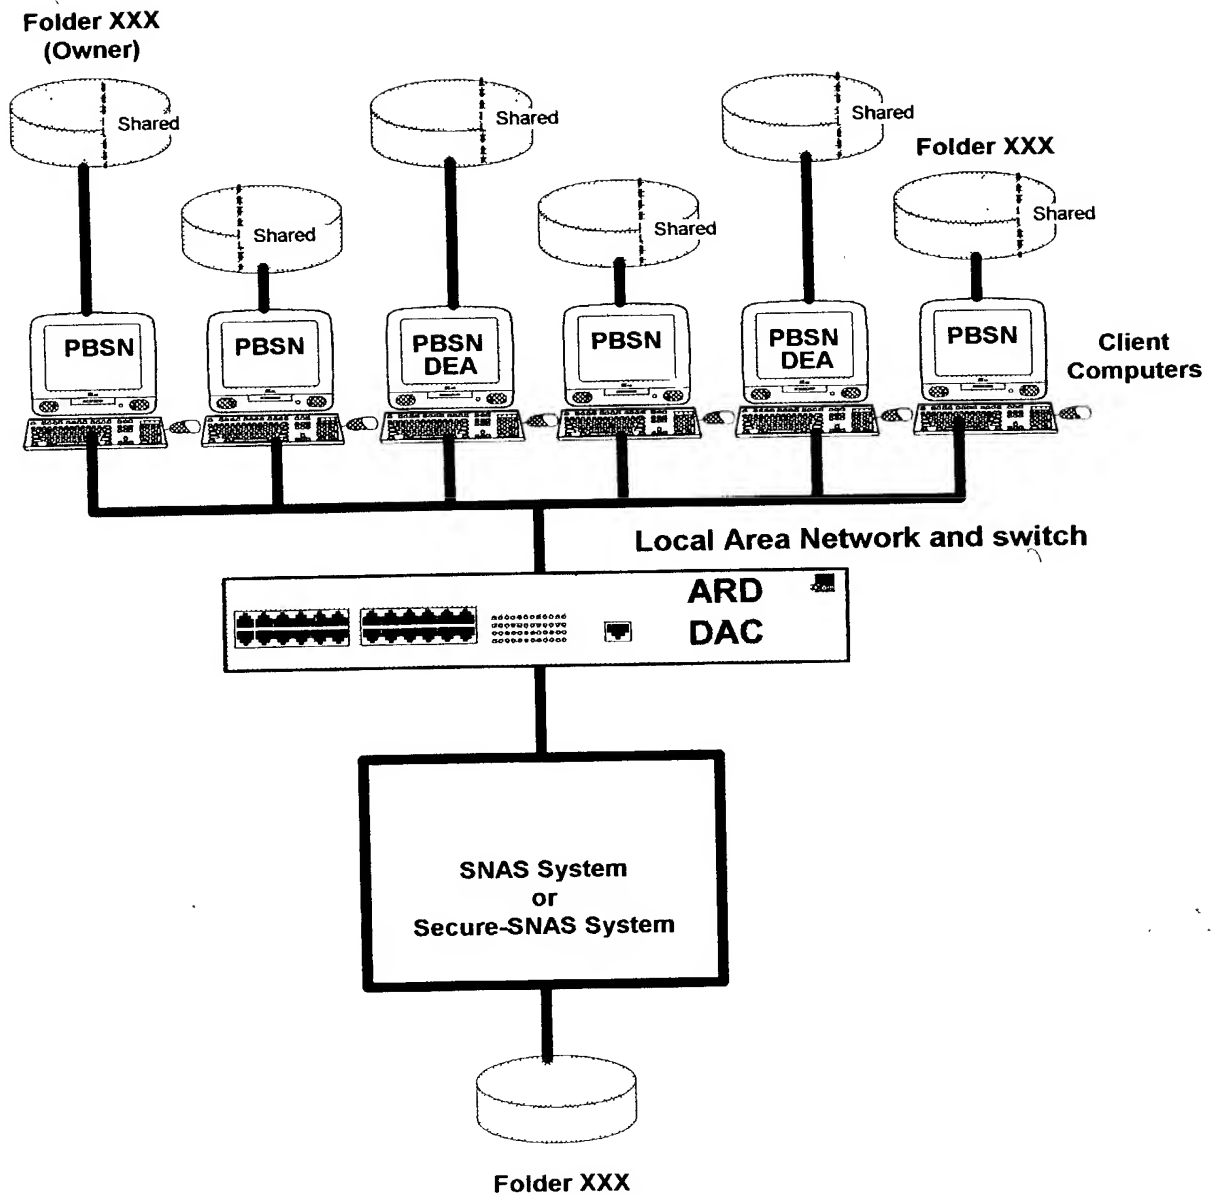 Folder XXX
(Owner)
Shared
Shared
Shared
Folder XXX
Shared
Shared
Shared
PBSN
PBSN
PBSN
DEA
PBSN
PBSN
DEA
PBSN
Client
Computers
Local Area Network and switch
ARD
DAC
SNAS System
or
Secure-SNAS System
Folder XXX